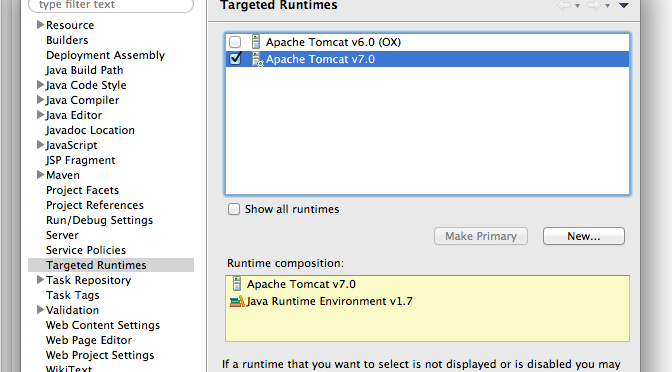 type filter text
Resource
Builders
Deployment Assembly
Java Build Path
Java Code Style
Java Compiler
Java Editor
Javadoc Location
JavaScript
JSP Fragment
Maven
Project Facets
Project References
Run/Debug Settings
Server
Service Policies
Targeted Runtimes
Task Repository
Task Tags
Validation
Web Content Settings
Web Page Editor
Web Project Settings
WikiText
Targeted Runtimes
Apache Tomcat v6.0 (OX)
Apache Tomcat v7.0
Show all runtimes
Make Primary
New...
Runtime composition:
Apache Tomcat v7.0
Java Runtime Environment v1.7
If a runtime that you want to select is not displayed or is disabled you may